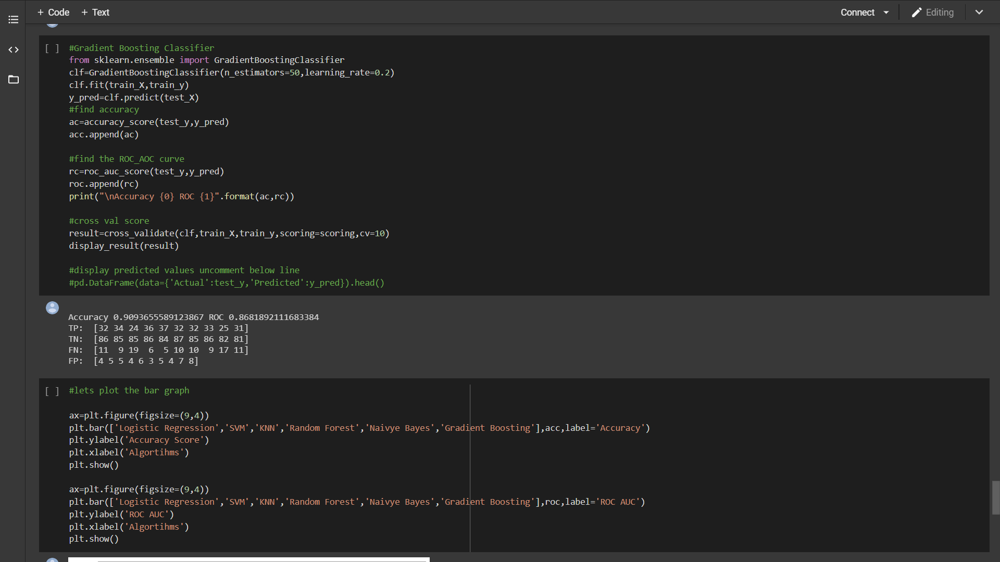 + Code + Text
Connect
Editing
[ ] #Gradient Boosting Classifier
from sklearn.ensemble import GradientBoostingClassifier
clf=GradientBoostingClassifier(n_estimators=50,learning_rate=0.2)
clf.fit(train_X,train_y)
y_pred=clf.predict(test_X)
#find accuracy
ac=accuracy_score(test_y,y_pred)
acc.append(ac)
#find the ROC_AOC curve
rc=roc_auc_score(test_y,y_pred)
roc.append(rc)
print("\nAccuracy {0} ROC {1}".format(ac,rc))
#cross val score
result=cross_validate(clf,train_X,train_y,scoring=scoring,cv=10)
display_result(result)
#display predicted values uncomment below line
#pd.DataFrame(data={'Actual':test_y,'Predicted':y_pred}).head()
Accuracy 0.9093655589123867 ROC 0.8681892111683384
TP:  [32 34 24 36 37 32 32 33 25 31]
TN:  [86 85 85 86 84 87 85 86 82 81]
FN:  [11  9 19  6  5 10 10  9 17 11]
FP:  [4 5 5 4 6 3 5 4 7 8]
[ ] #lets plot the bar graph
ax=plt.figure(figsize=(9,4))
plt.bar(['Logistic Regression','SVM','KNN','Random Forest','Naivye Bayes','Gradient Boosting'],acc,label='Accuracy')
plt.ylabel('Accuracy Score')
plt.xlabel('Algortihms')
plt.show()
ax=plt.figure(figsize=(9,4))
plt.bar(['Logistic Regression','SVM','KNN','Random Forest','Naivye Bayes','Gradient Boosting'],roc,label='ROC AUC')
plt.ylabel('ROC AUC')
plt.xlabel('Algortihms')
plt.show()